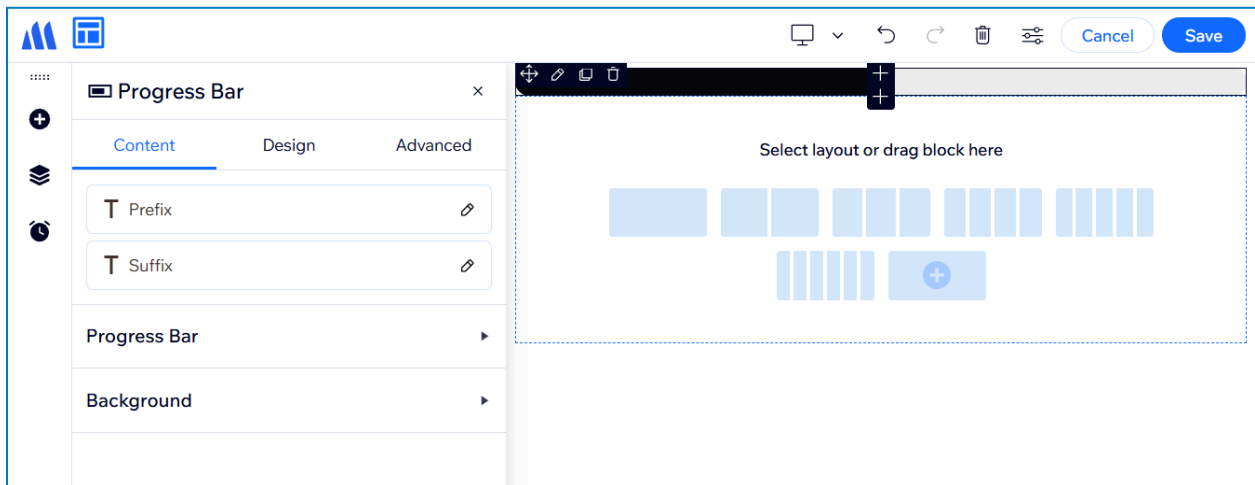 Cancel
Save
Progress Bar
Content
Design
Advanced
T Prefix
T Suffix
Progress Bar
Background
Select layout or drag block here